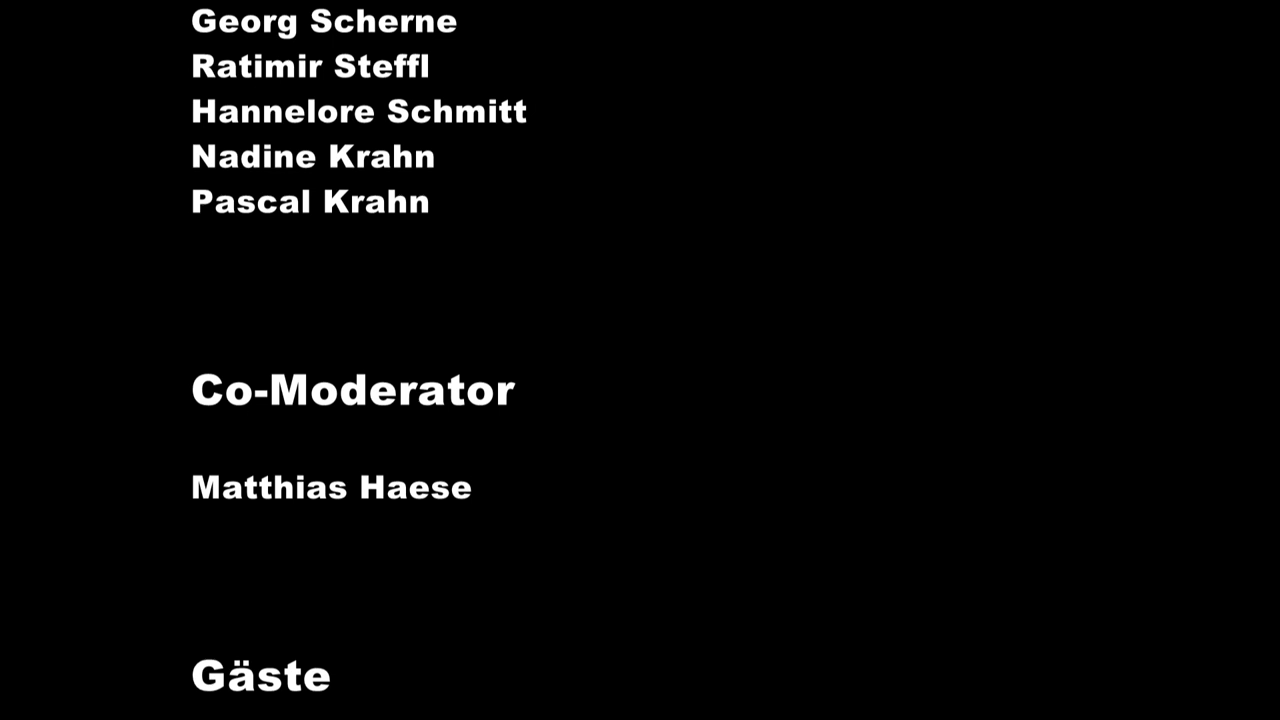 Georg Scherne
Ratimir Steffl
Hannelore Schmitt
Nadine Krahn
Pascal Krahn
Co-Moderator
Matthias Haese
Gäste